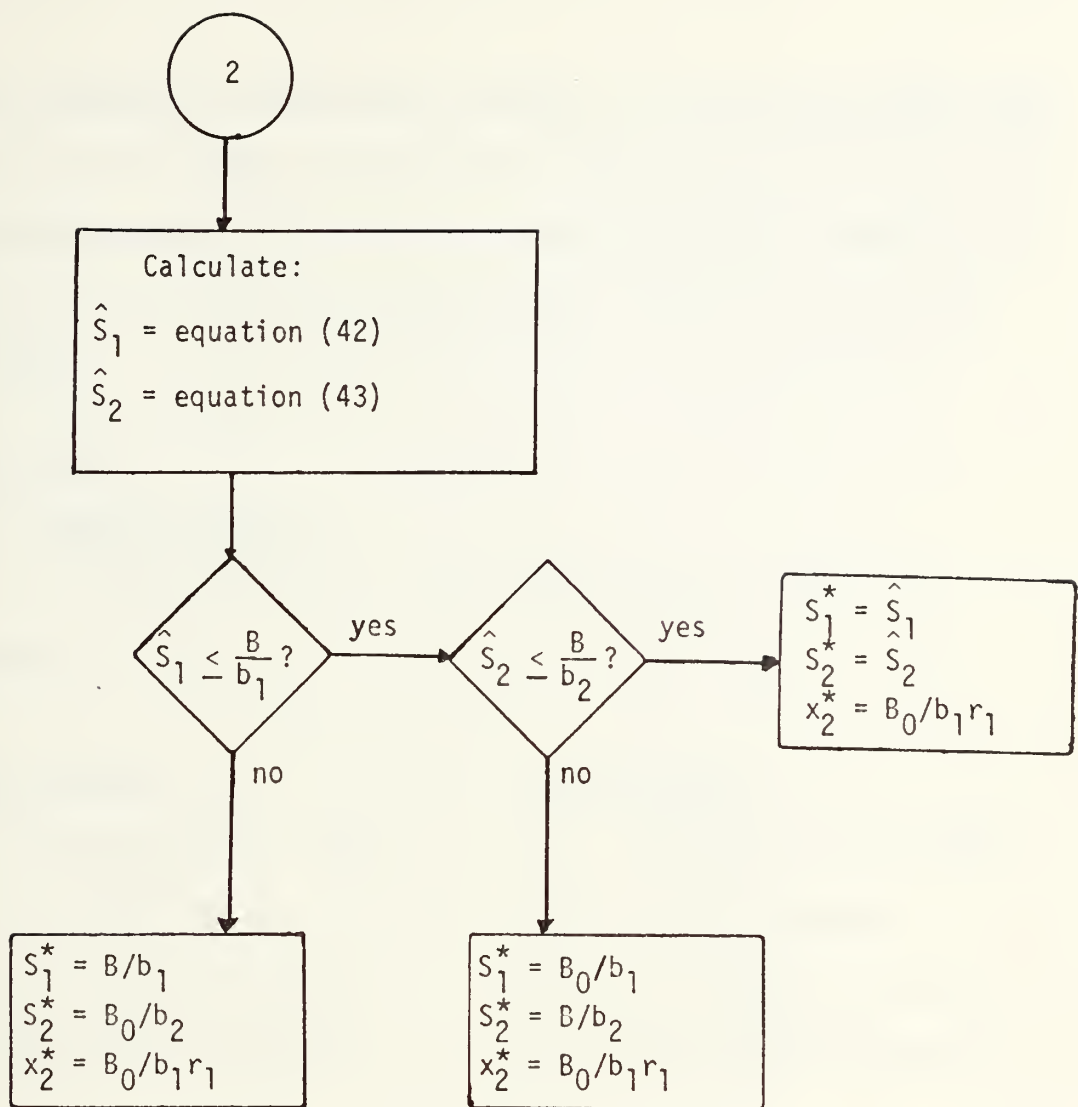 2
Calculate:
Ŝ₁ = equation (42)
Ŝ₂ = equation (43)
Ŝ₁ ≤ B/b₁ ?
yes
Ŝ₂ ≤ B/b₂ ?
yes
S₁* = Ŝ₁
S₂* = Ŝ₂
x₂* = B₀/b₁r₁
no
no
S₁* = B/b₁
S₂* = B₀/b₂
x₂* = B₀/b₁r₁
S₁* = B₀/b₁
S₂* = B/b₂
x₂* = B₀/b₁r₁